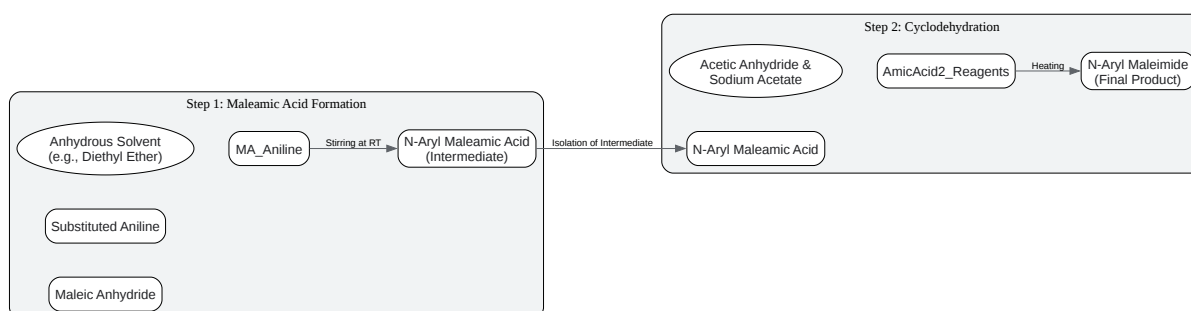 Step 2: Cyclodehydration
Acetic Anhydride &
Sodium Acetate
AmicAcid2_Reagents
Heating
N-Aryl Maleimide
(Final Product)
Step 1: Maleamic Acid Formation
Anhydrous Solvent
(e.g., Diethyl Ether)
MA_Aniline
Stirring at RT
N-Aryl Maleamic Acid
(Intermediate)
Isolation of Intermediate
N-Aryl Maleamic Acid
Substituted Aniline
Maleic Anhydride